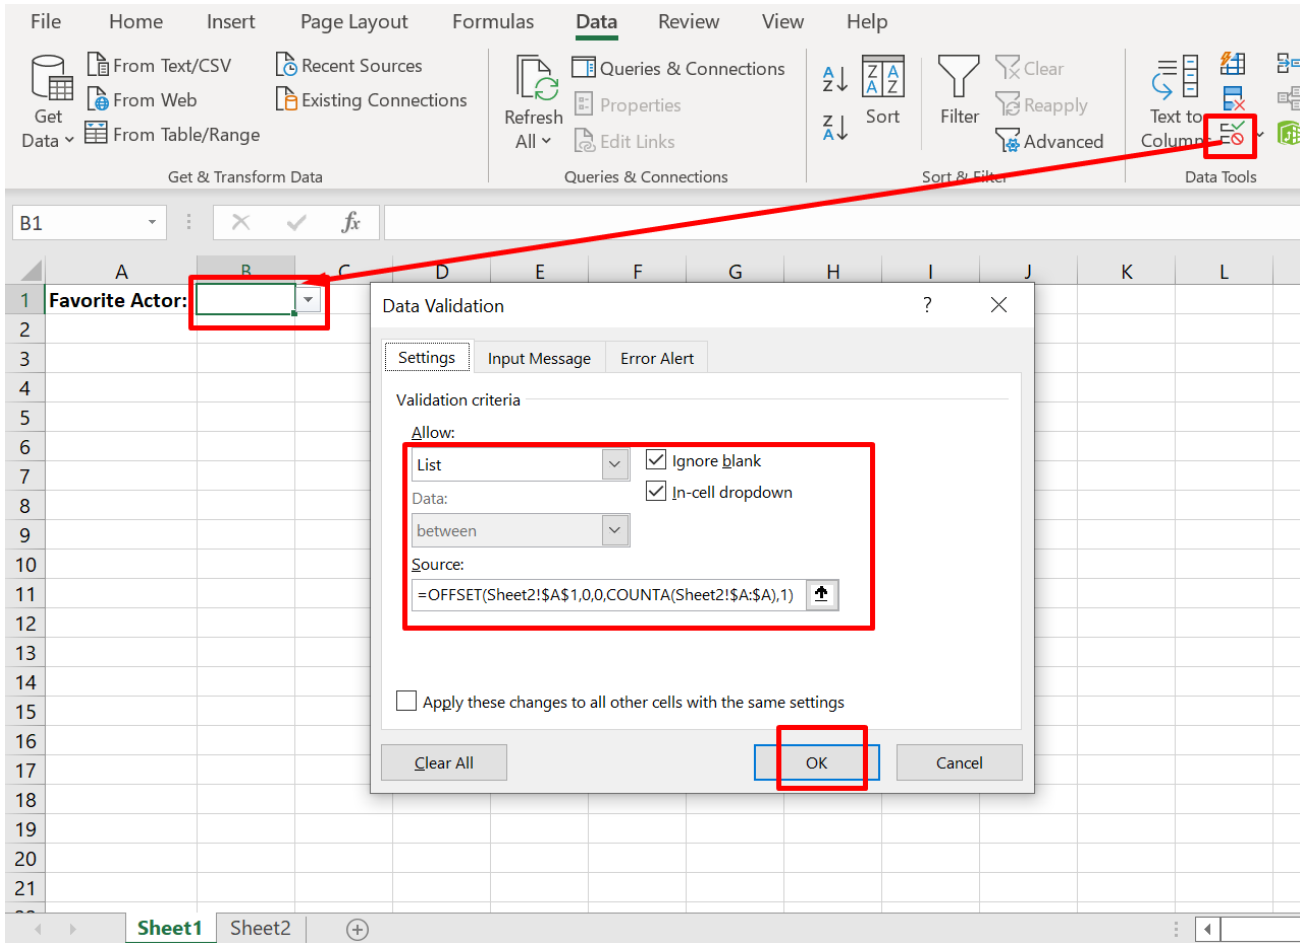 File Home Insert Page Layout Formulas Data Review View Help
Get Data
From Text/CSV
From Web
From Table/Range
Recent Sources
Existing Connections
Get & Transform Data
Refresh All
Queries & Connections
Properties
Edit Links
Queries & Connections
A Z
Z A
Z A A Z
Sort
Filter
Clear
Reapply
Advanced
Sort & Filter
Text to Columns
Data Tools
B1 fx
A B C D E F G H I J K L
1 Favorite Actor:
2
3
4
5
6
7
8
9
10
11
12
13
14
15
16
17
18
19
20
21
Data Validation ?
Settings Input Message Error Alert
Validation criteria
Allow:
List
Ignore blank
Data:
In-cell dropdown
between
Source:
=OFFSET(Sheet2!$A$1,0,0,COUNTA(Sheet2!$A:$A),1)
Apply these changes to all other cells with the same settings
Clear All OK Cancel
Sheet1 Sheet2